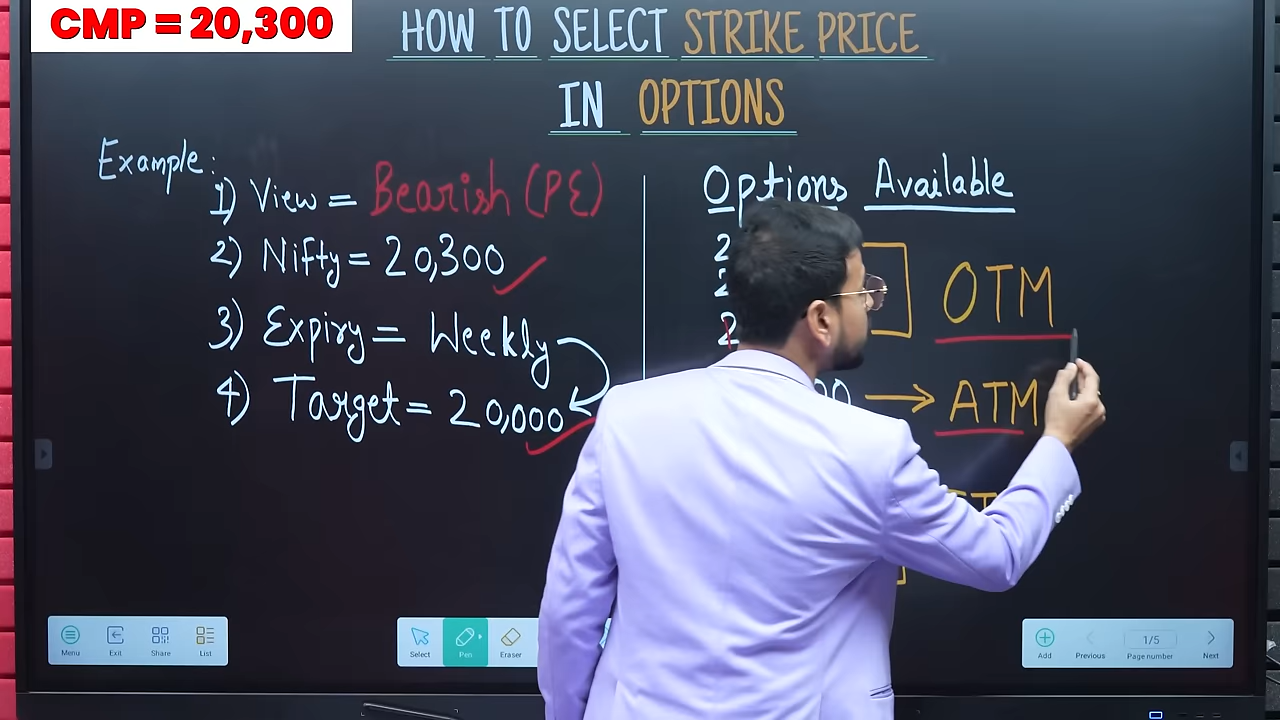 CMP = 20,300
HOW TO SELECT STRIKE PRICE
IN OPTIONS
Example:
1) View = Bearish (PE)
2) Nifty = 20,300
3) Expiry = Weekly
4) Target = 20,000
Options Available
OTM
→ ATM
Menu
Exit
Share
List
Select
Pen
Eraser
Add
Previous
1/5
Page number
Next